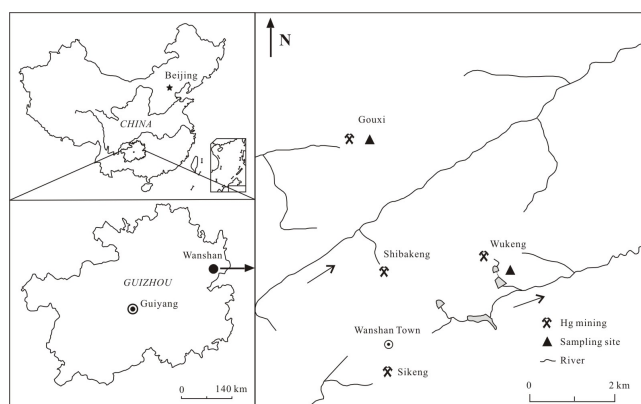 Beijing
CHINA
Wanshan
GUIZHOU
Guiyang
0 140 km
N
Gouxi
Shibakeng
Wukeng
Wanshan Town
Sikeng
Hg mining
Sampling site
River
0 2 km